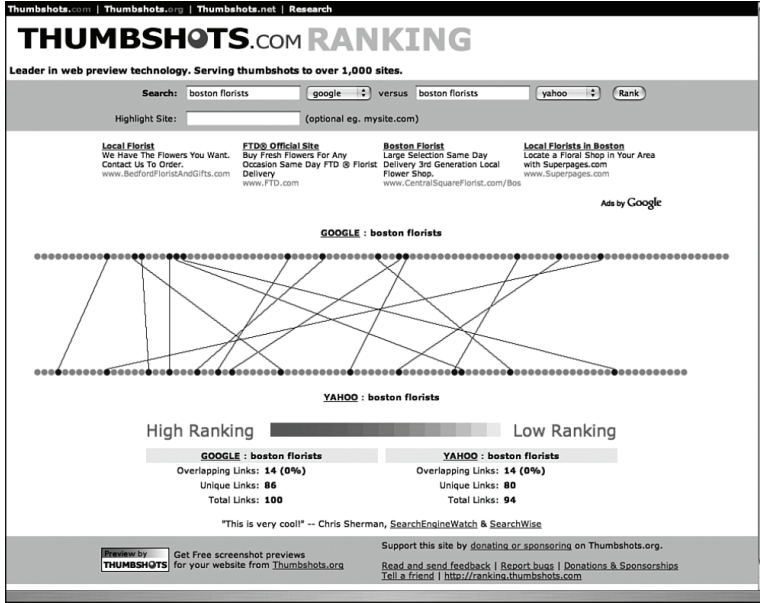 Thumbshots.com | Thumbshots.org | Thumbshots.net | Research
THUMBSHOTS.COM RANKING
Leader in web preview technology. Serving thumbshots to over 1,000 sites.
Search: boston florists google versus boston florists yahoo Rank
Highlight Site: (optional eg. mysite.com)
Local Florist
We Have The Flowers You Want.
Contact Us To Order.
www.BedfordFloristAndGifts.com
FTD® Official Site
Buy Fresh Flowers For Any
Occasion Same Day FTD ® Florist
Delivery
www.FTD.com
Boston Florist
Large Selection Same Day
Delivery 3rd Generation Local
Flower Shop.
www.CentralSquareFlorist.com/Bos
Local Florists in Boston
Locate a Floral Shop in Your Area
with Superpages.com
www.Superpages.com
Ads by Google
GOOGLE : boston florists
YAHOO : boston florists
High Ranking Low Ranking
GOOGLE : boston florists
Overlapping Links: 14 (0%)
Unique Links: 86
Total Links: 100
YAHOO : boston florists
Overlapping Links: 14 (0%)
Unique Links: 80
Total Links: 94
"This is very cool!" -- Chris Sherman, SearchEngineWatch & SearchWise
Preview by
THUMBSHOTS
Get Free screenshot previews
for your website from Thumbshots.org
Support this site by donating or sponsoring on Thumbshots.org.
Read and send feedback | Report bugs | Donations & Sponsorships
Tell a friend | http://ranking.thumbshots.com